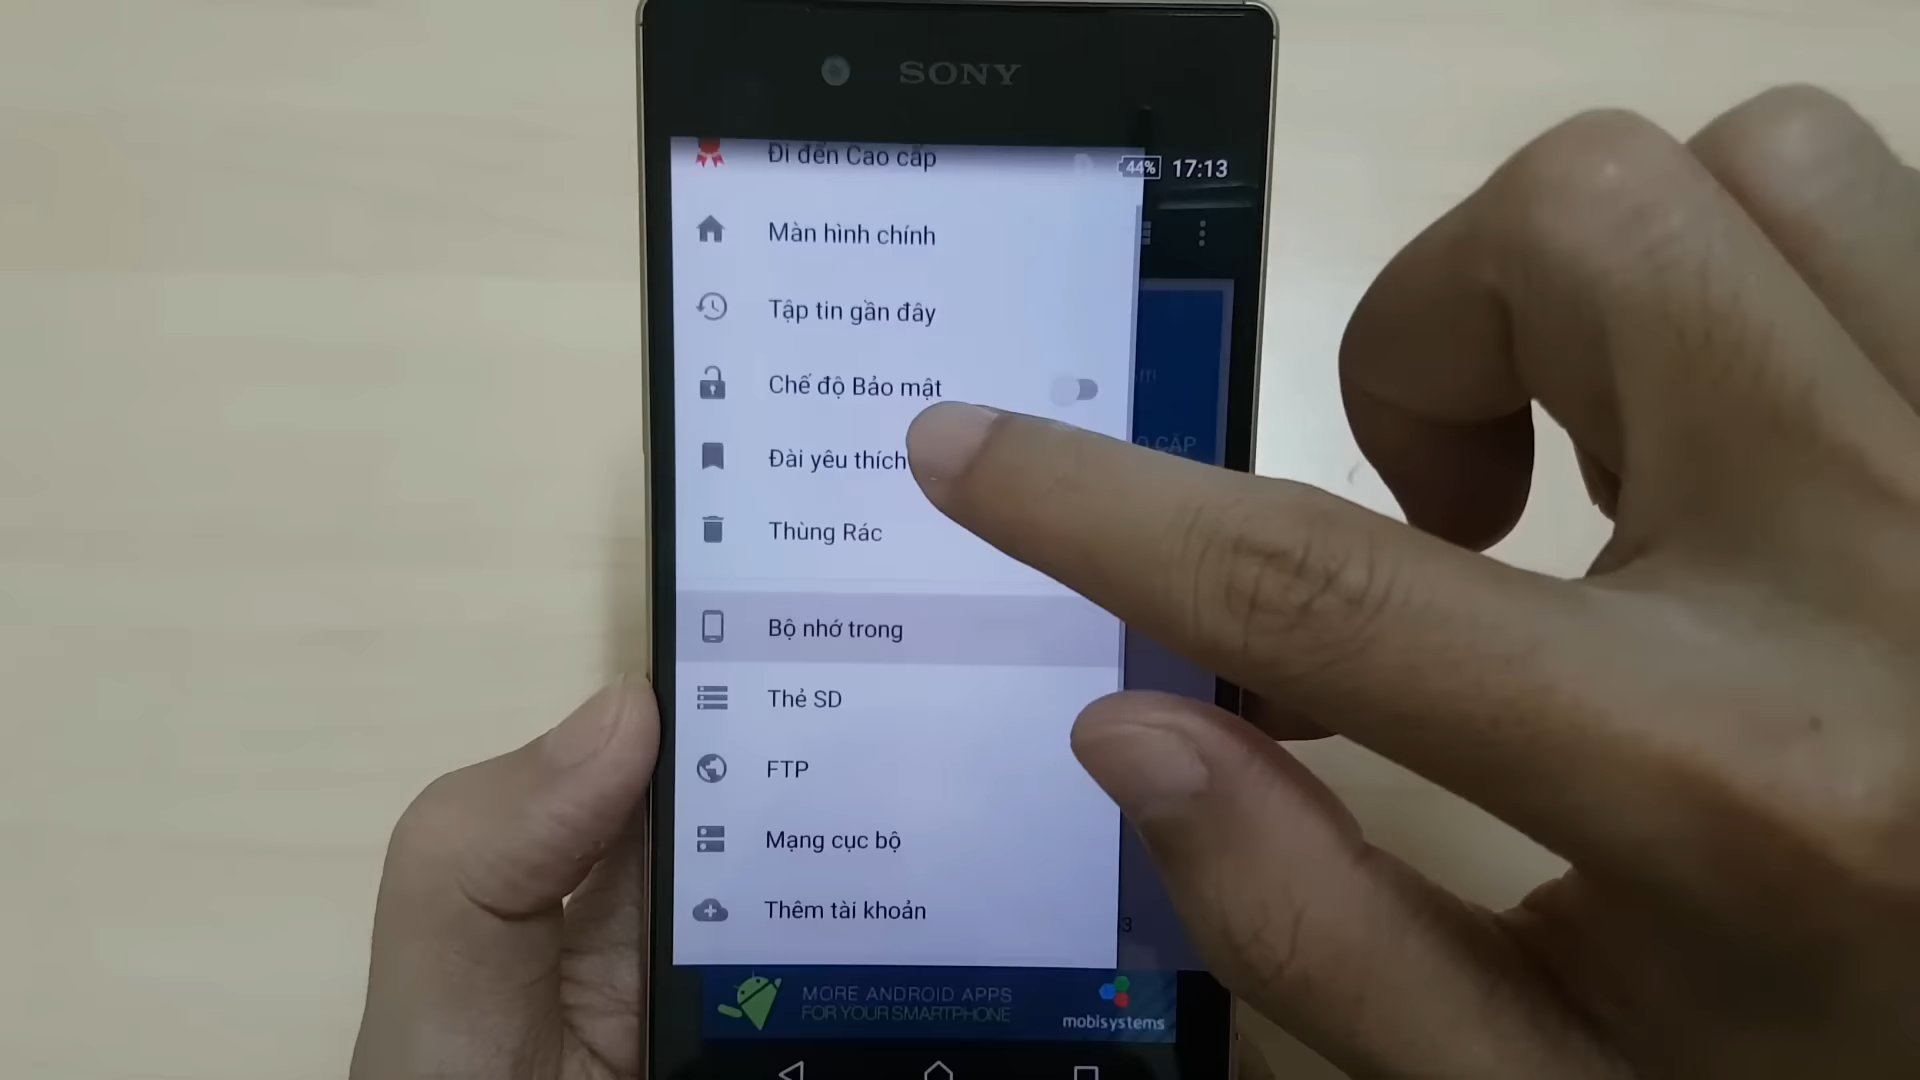 SONY
44% 17:13
Đi đến Cao cấp
Màn hình chính
Tập tin gần đây
Chế độ Bảo mật
Đài yêu thích
CẤP
Thùng Rác
Bộ nhớ trong
Thẻ SD
FTP
Mạng cục bộ
Thêm tài khoản
3
MORE ANDROID APPS
FOR YOUR SMARTPHONE
mobisystems